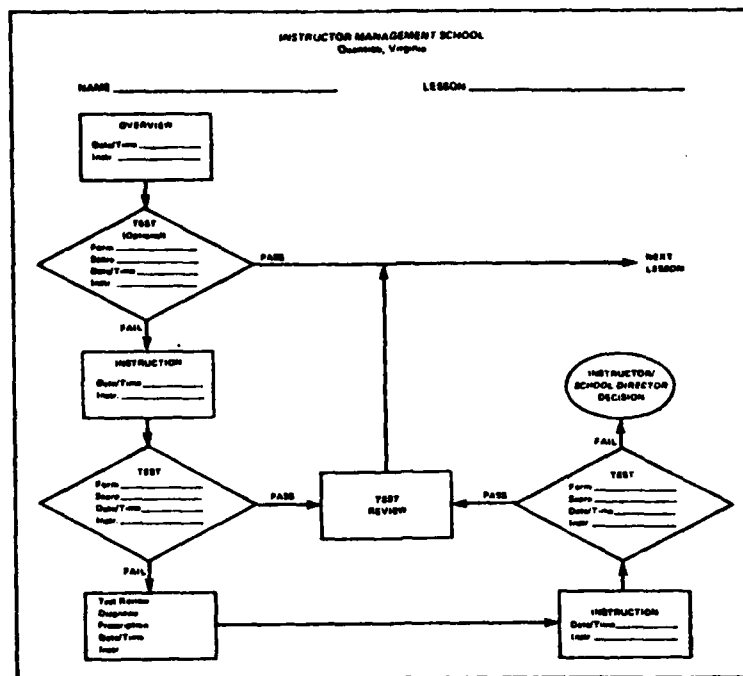 INSTRUCTOR MANAGEMENT SCHOOL
Quantico, Virginia
NAME LESSON
OVERVIEW
Date/Time
Instr
TEST
(Optional)
Form
Score
Date/Time
Instr
PASS
NEXT
LESSON
FAIL
INSTRUCTION
Date/Time
Instr.
TEST
Form
Score
Date/Time
Instr.
PASS
TEST
REVIEW
PASS
INSTRUCTOR/
SCHOOL DIRECTOR
DECISION
FAIL
TEST
Form
Score
Date/Time
Instr.
FAIL
Test Review
Diagnose
Prescription
Date/Time
Instr
INSTRUCTION
Date/Time
Instr